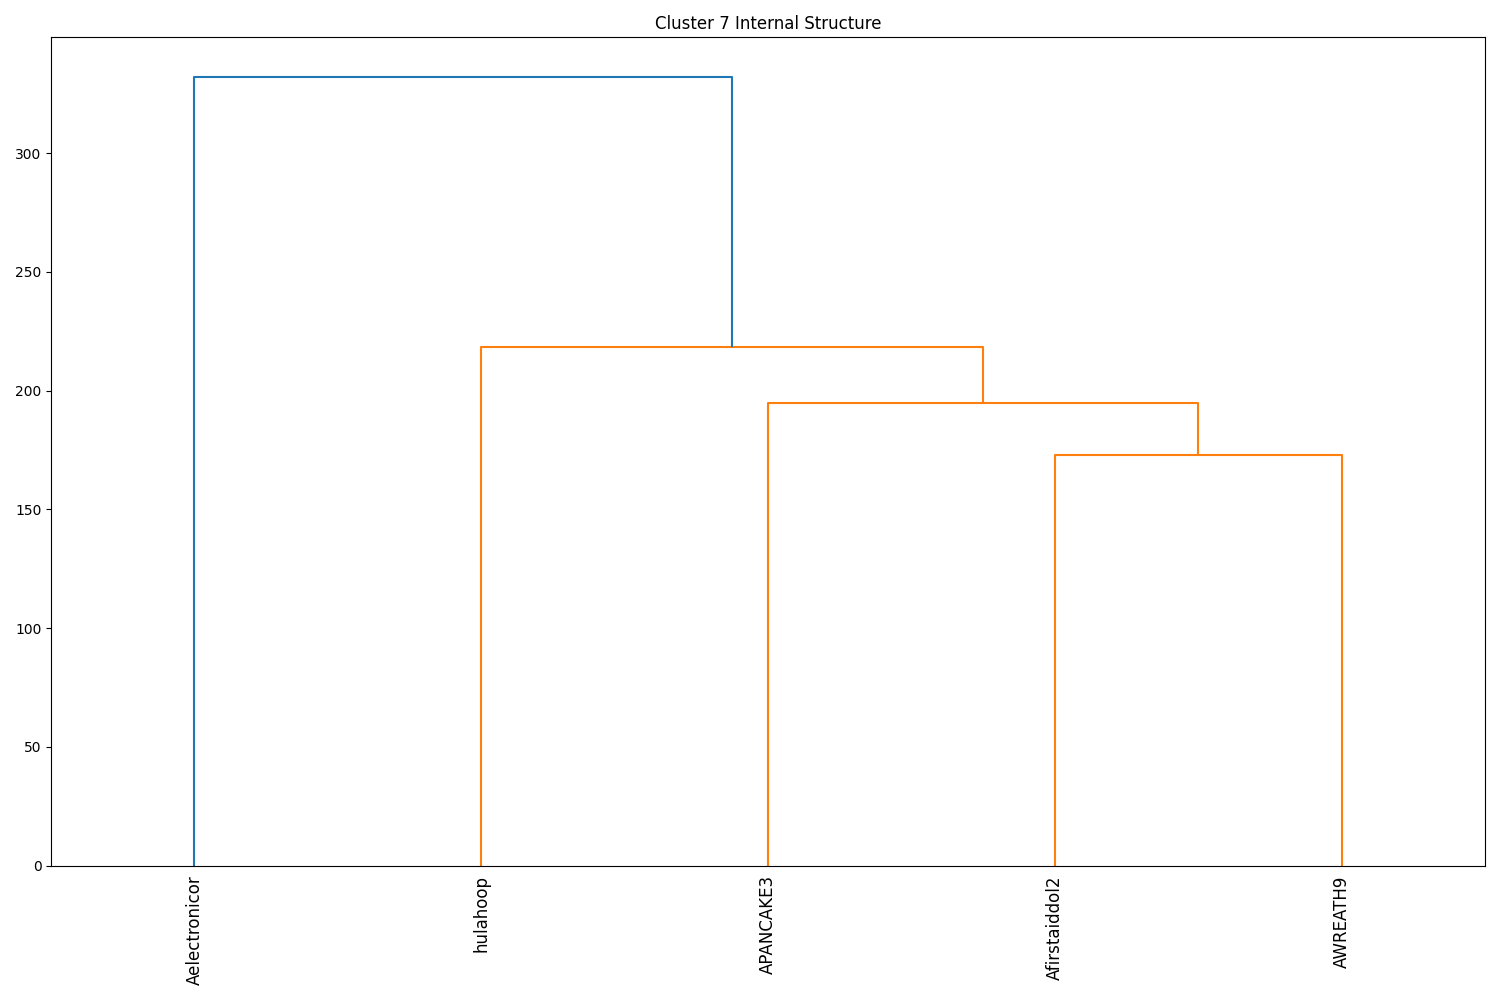 Cluster 7 Internal Structure
300
250
200
150
100
50
0
Aelectronicor
hulahoop
APANCAKE3
Afirstaiddol2
AWREATH9